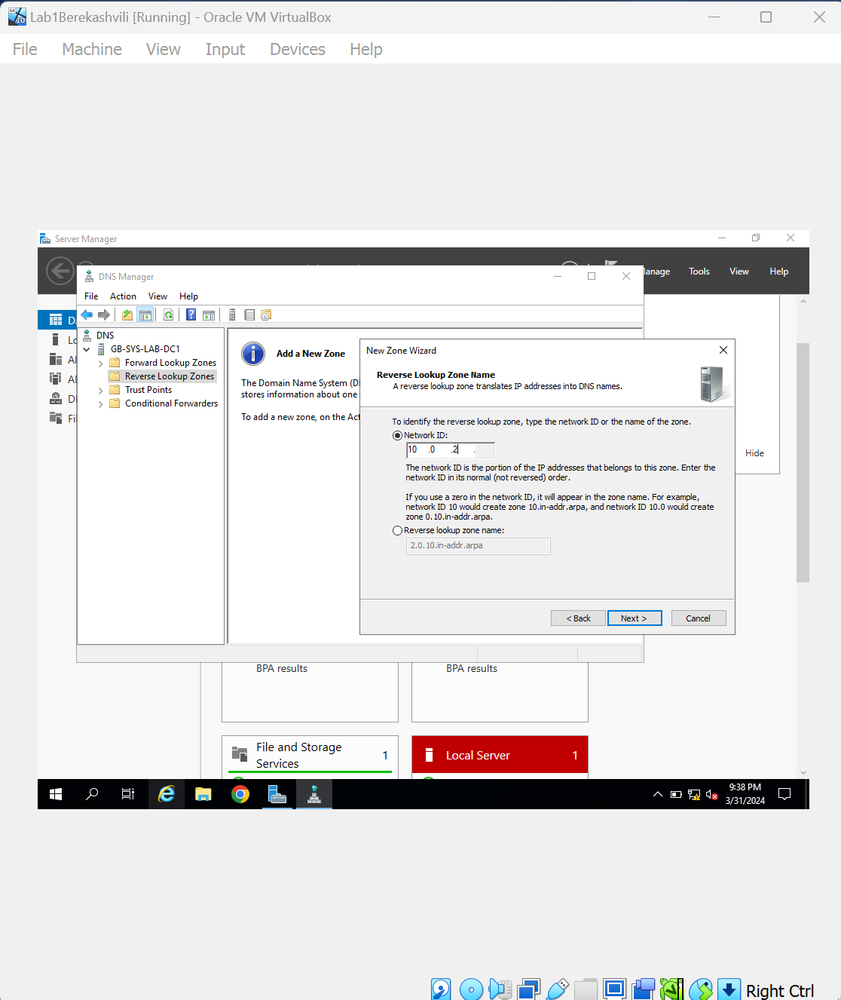 Lab1Berekashvili [Running] - Oracle VM VirtualBox
File Machine View Input Devices Help
Server Manager
Manage Tools View Help
DNS Manager
File Action View Help
DNS
GB-SYS-LAB-DC1
Forward Lookup Zones
Reverse Lookup Zones
Trust Points
Conditional Forwarders
Add a New Zone
The Domain Name System (D
stores information about one
To add a new zone, on the Act
New Zone Wizard
Reverse Lookup Zone Name
A reverse lookup zone translates IP addresses into DNS names.
To identify the reverse lookup zone, type the network ID or the name of the zone.
Network ID:
10 .0 .2 .
The network ID is the portion of the IP addresses that belongs to this zone. Enter the
network ID in its normal (not reversed) order.
If you use a zero in the network ID, it will appear in the zone name. For example,
network ID 10 would create zone 10.in-addr.arpa, and network ID 10.0 would create
zone 0.10.in-addr.arpa.
Reverse lookup zone name:
2.0.10.in-addr.arpa
< Back Next > Cancel
Hide
BPA results
BPA results
File and Storage
Services
1
Local Server 1
9:38 PM
3/31/2024
Right Ctrl